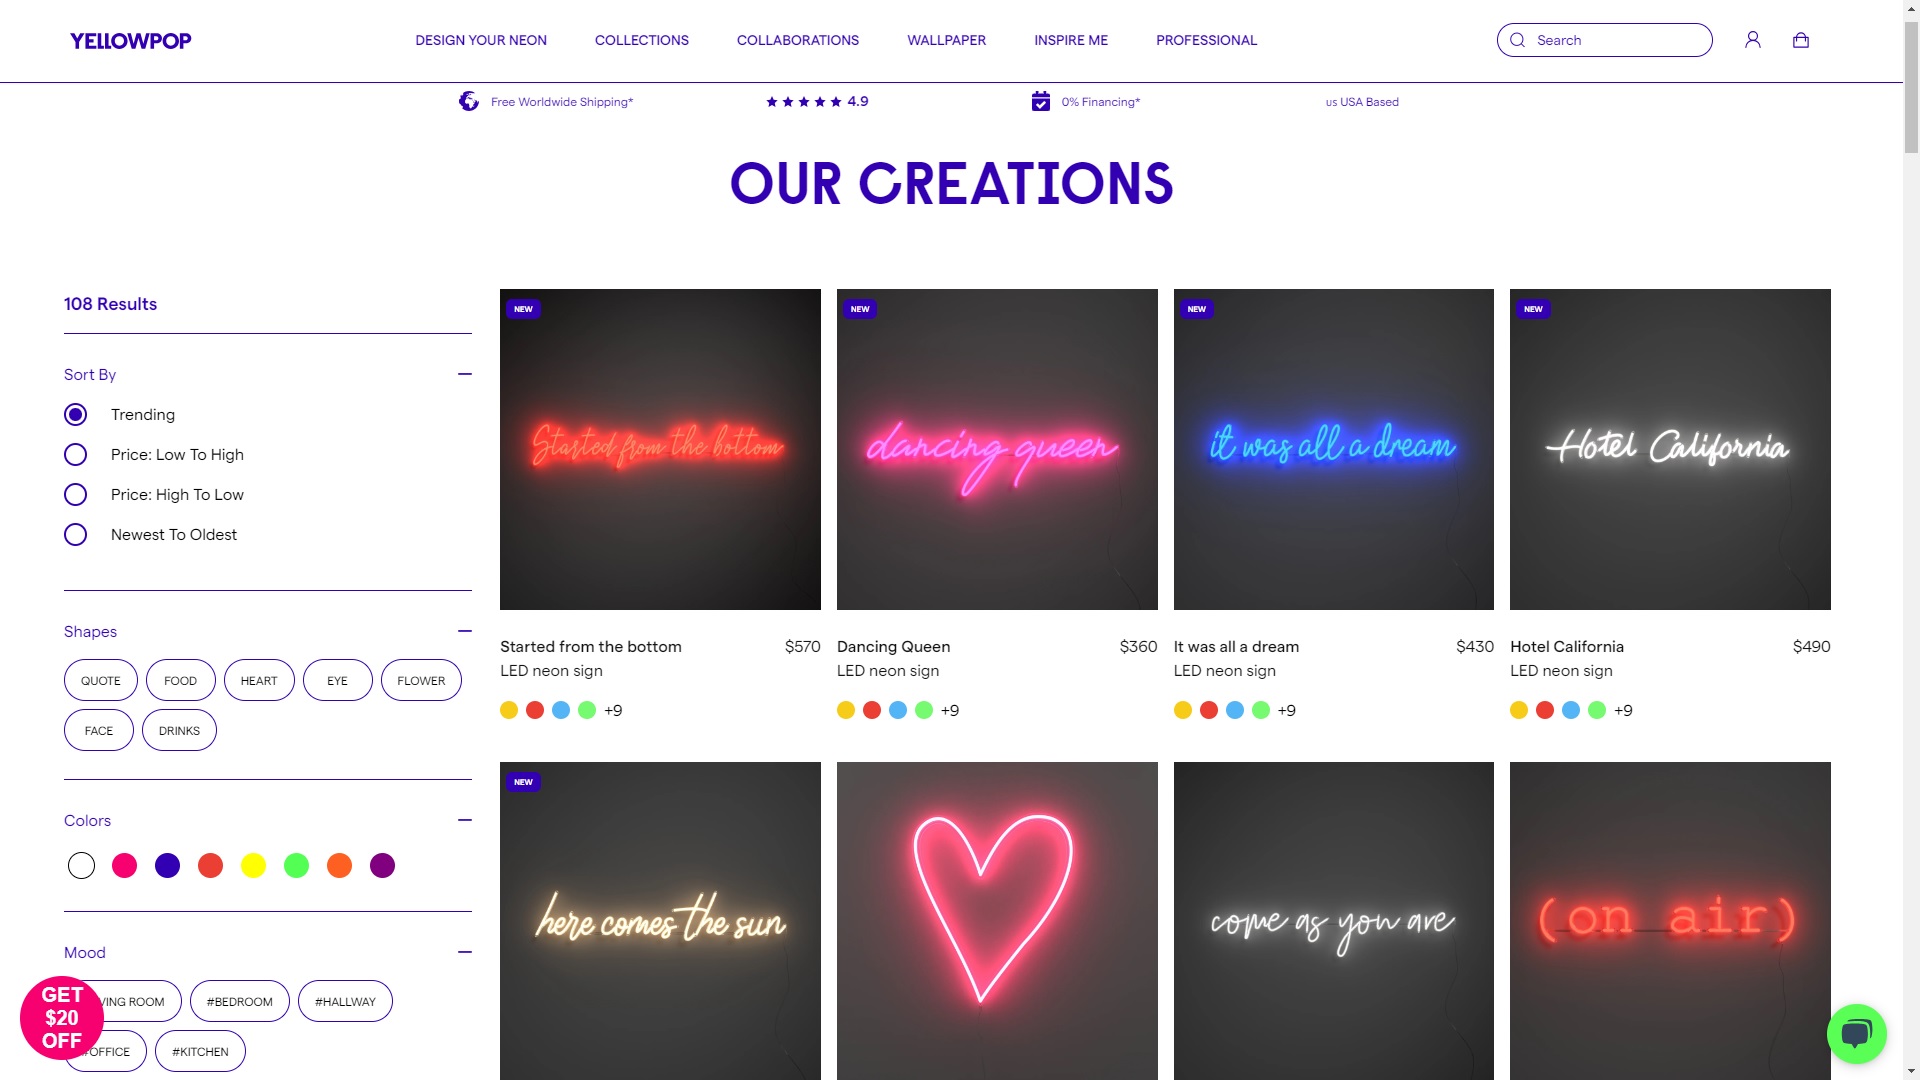 YELLOWPOP
DESIGN YOUR NEON
COLLECTIONS
COLLABORATIONS
WALLPAPER
INSPIRE ME
PROFESSIONAL
Search
Free Worldwide Shipping*
4.9
0% Financing*
us USA Based
OUR CREATIONS
108 Results
Sort By
Trending
Price: Low To High
Price: High To Low
Newest To Oldest
Shapes
QUOTE
FOOD
HEART
EYE
FLOWER
FACE
DRINKS
Colors
Mood
#BEDROOM
#HALLWAY
#KITCHEN
ROOM
OFFICE
GET
$20
OFF
NEW
Started from the bottom
Started from the bottom $570
LED neon sign
+9
NEW
dancing queen
Dancing Queen $360
LED neon sign
+9
NEW
it was all a dream
It was all a dream $430
LED neon sign
+9
NEW
Hotel California
Hotel California $490
LED neon sign
+9
NEW
here comes the sun
come as you are
(on air)